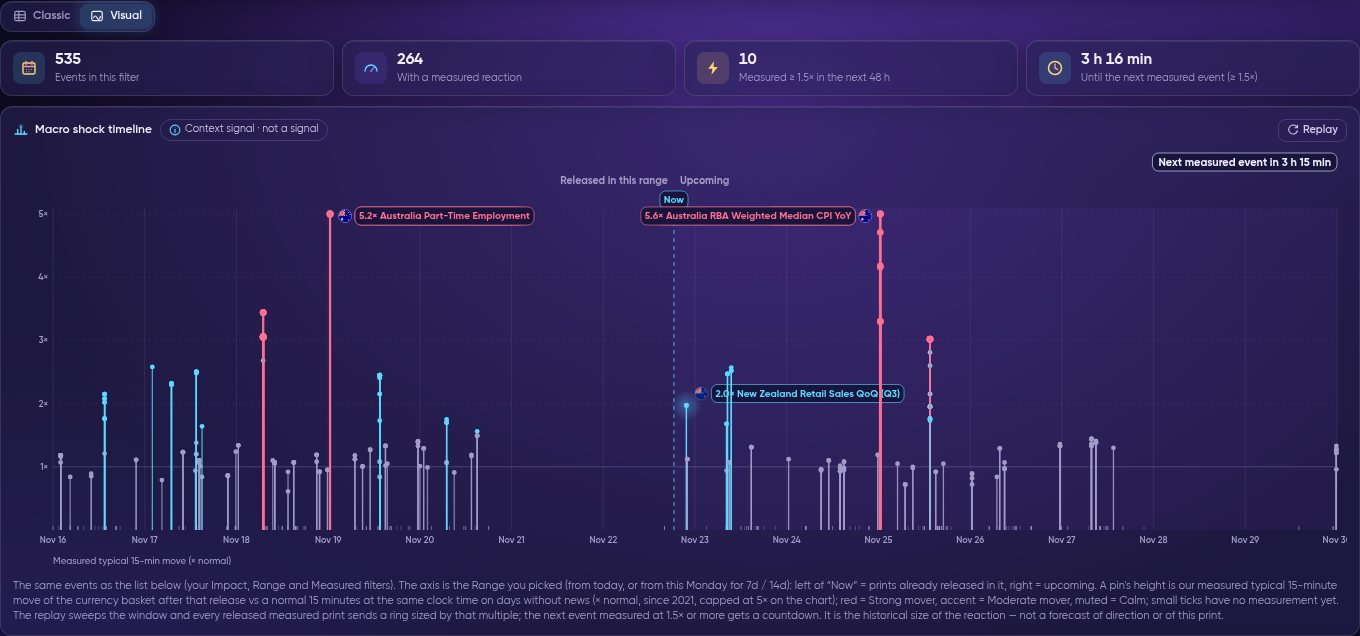 Classic
Visual
535
Events in this filter
264
With a measured reaction
10
Measured ≥ 1.5× in the next 48 h
3 h 16 min
Until the next measured event (≥ 1.5×)
Macro shock timeline
Context signal · not a signal
Replay
Next measured event in 3 h 15 min
Released in this range
Upcoming
Now
5×
5.2× Australia Part-Time Employment
5.6× Australia RBA Weighted Median CPI YoY
4×
3×
2.0× New Zealand Retail Sales QoQ (Q3)
2×
1×
Nov 16
Nov 17
Nov 18
Nov 19
Nov 20
Nov 21
Nov 22
Nov 23
Nov 24
Nov 25
Nov 26
Nov 27
Nov 28
Nov 29
Nov 30
Measured typical 15-min move (× normal)
The same events as the list below (your Impact, Range and Measured filters). The axis is the Range you picked (from today, or from this Monday for 7d / 14d): left of “Now” = prints already released in it, right = upcoming. A pin’s height is our measured typical 15-minute
move of the currency basket after that release vs a normal 15 minutes at the same clock time on days without news (× normal, since 2021, capped at 5× on the chart); red = Strong mover, accent = Moderate mover, muted = Calm; small ticks have no measurement yet.
The replay sweeps the window and every released measured print sends a ring sized by that multiple; the next event measured at 1.5× or more gets a countdown. It is the historical size of the reaction — not a forecast of direction or of this print.